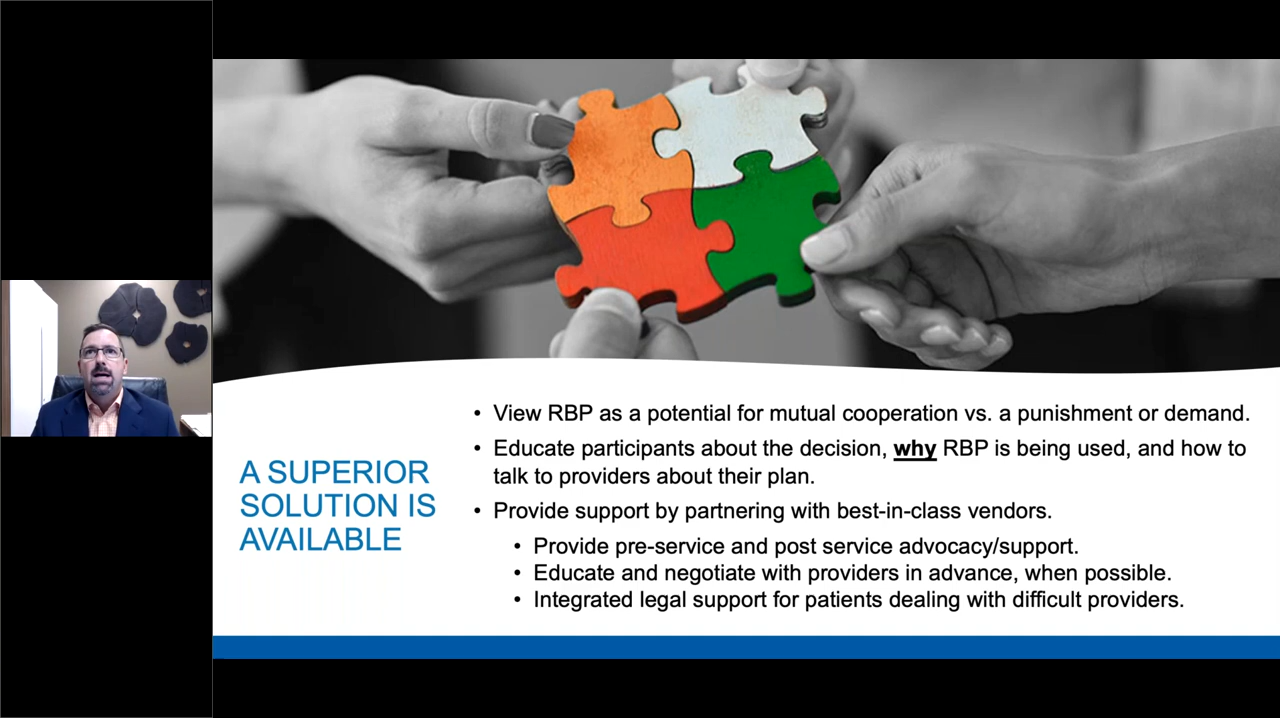 A SUPERIOR
SOLUTION IS
AVAILABLE
• View RBP as a potential for mutual cooperation vs. a punishment or demand.
• Educate participants about the decision, why RBP is being used, and how to
talk to providers about their plan.
• Provide support by partnering with best-in-class vendors.
• Provide pre-service and post service advocacy/support.
• Educate and negotiate with providers in advance, when possible.
• Integrated legal support for patients dealing with difficult providers.